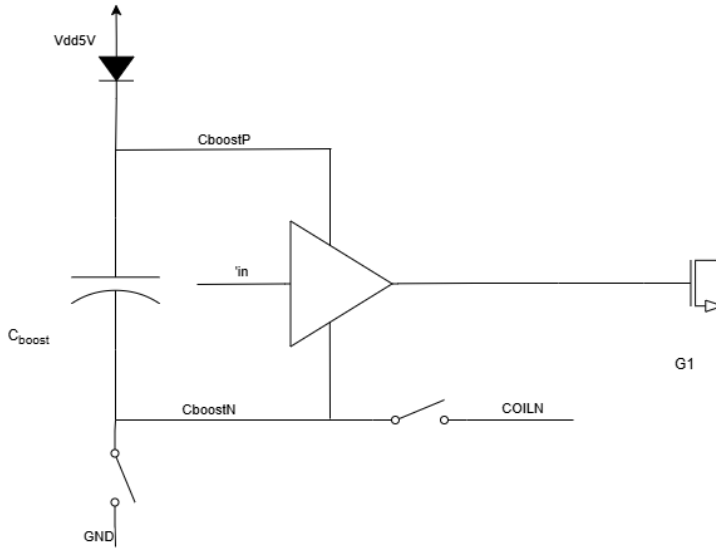 Vdd5V
CboostP
'in
Cboost
G1
CboostN
COILN
GND